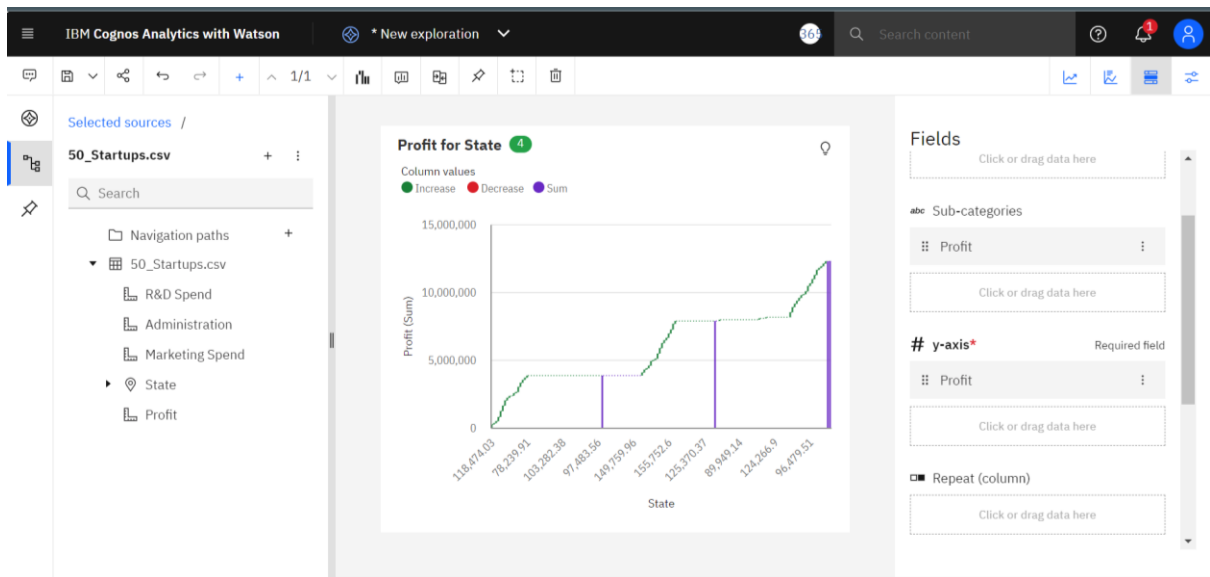 IBM Cognos Analytics with Watson
* New exploration
365
Search content
1
1/1
Selected sources /
50_Startups.csv
Search
Navigation paths
50_Startups.csv
R&D Spend
Administration
Marketing Spend
State
Profit
Profit for State 4
Column values
Increase Decrease Sum
15,000,000
10,000,000
5,000,000
0
Profit (Sum)
118,474.03
78,239.91
103,282.38
97,483.56
149,759.96
155,752.6
125,370.37
89,949.14
124,266.9
96,479.51
State
Fields
Click or drag data here
abc Sub-categories
Profit
Click or drag data here
# y-axis* Required field
Profit
Click or drag data here
Repeat (column)
Click or drag data here